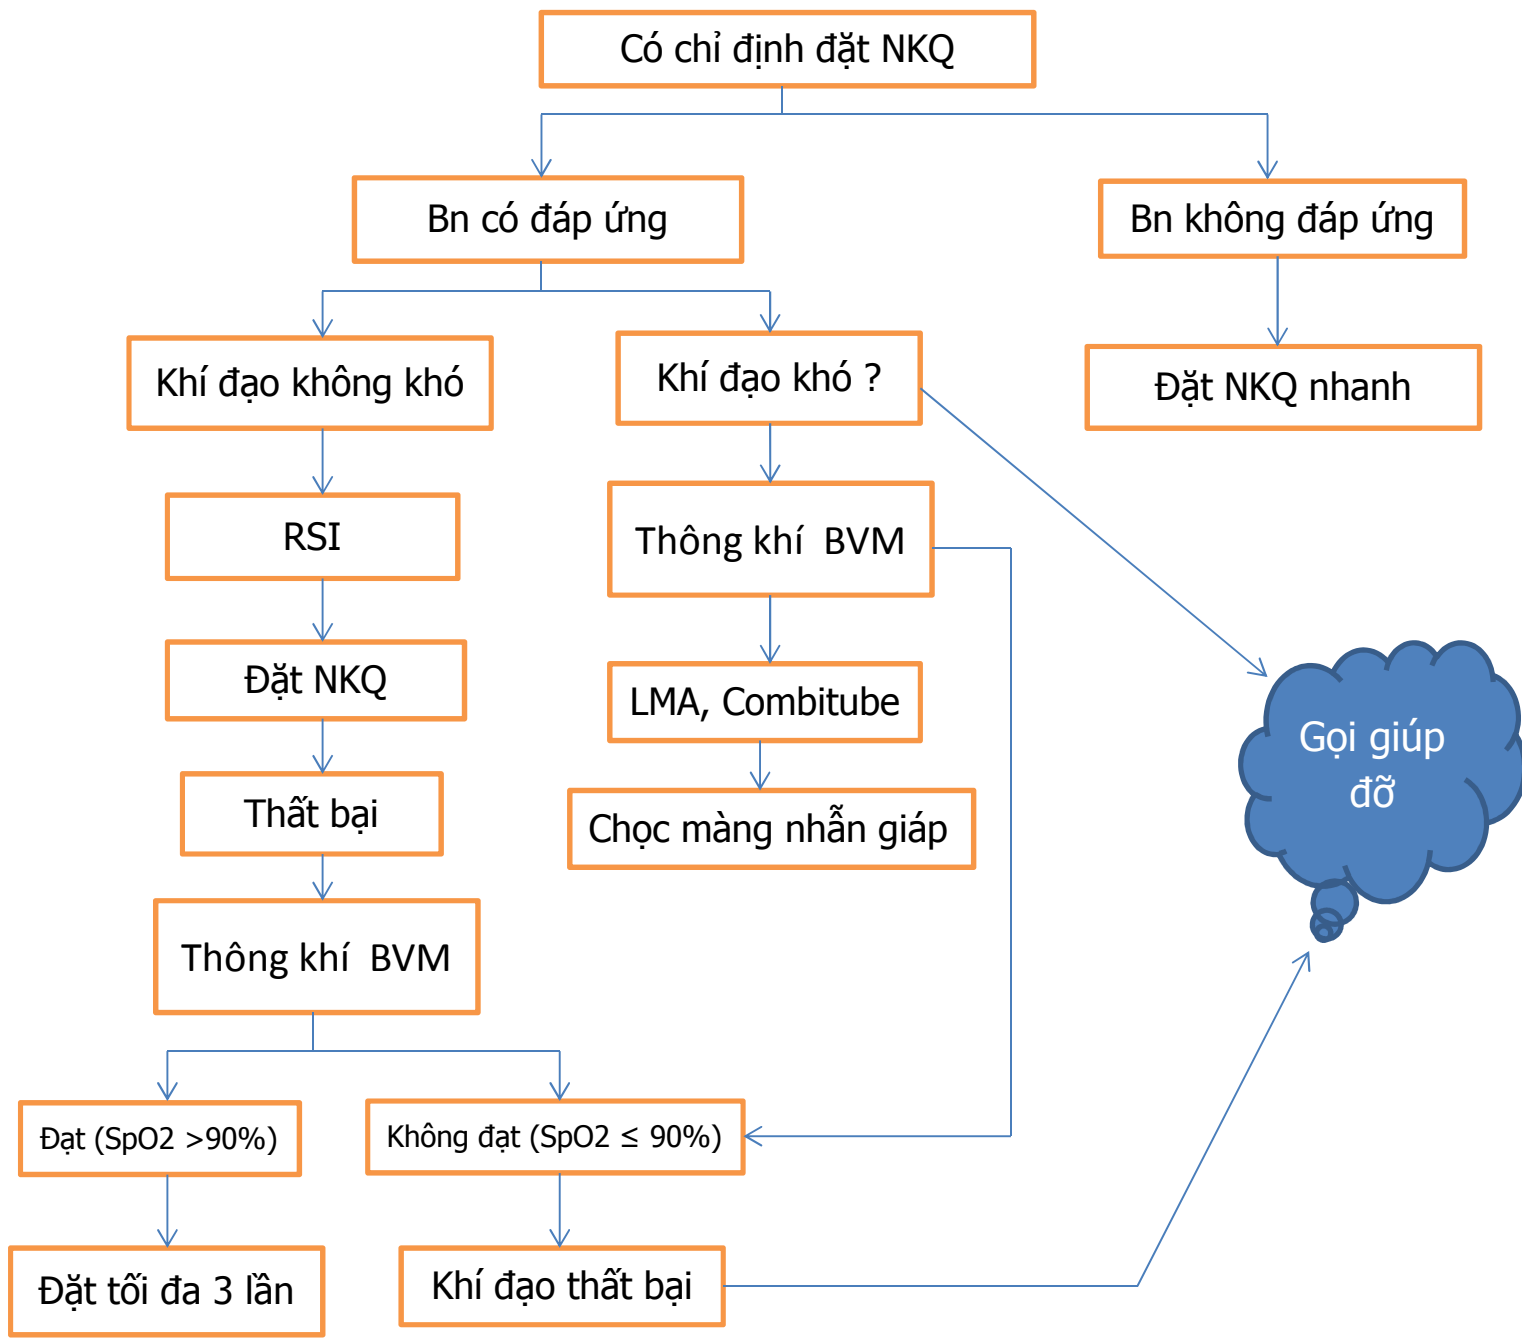 Có chỉ định đặt NKQ
Bn có đáp ứng
Bn không đáp ứng
Khí đạo không khó
Khí đạo khó ?
Đặt NKQ nhanh
RSI
Thông khí BVM
Đặt NKQ
LMA, Combitube
Gọi giúp
đỡ
Thất bại
Chọc màng nhẫn giáp
Thông khí BVM
Đạt (SpO2 >90%)
Không đạt (SpO2 ≤ 90%)
Đặt tối đa 3 lần
Khí đạo thất bại